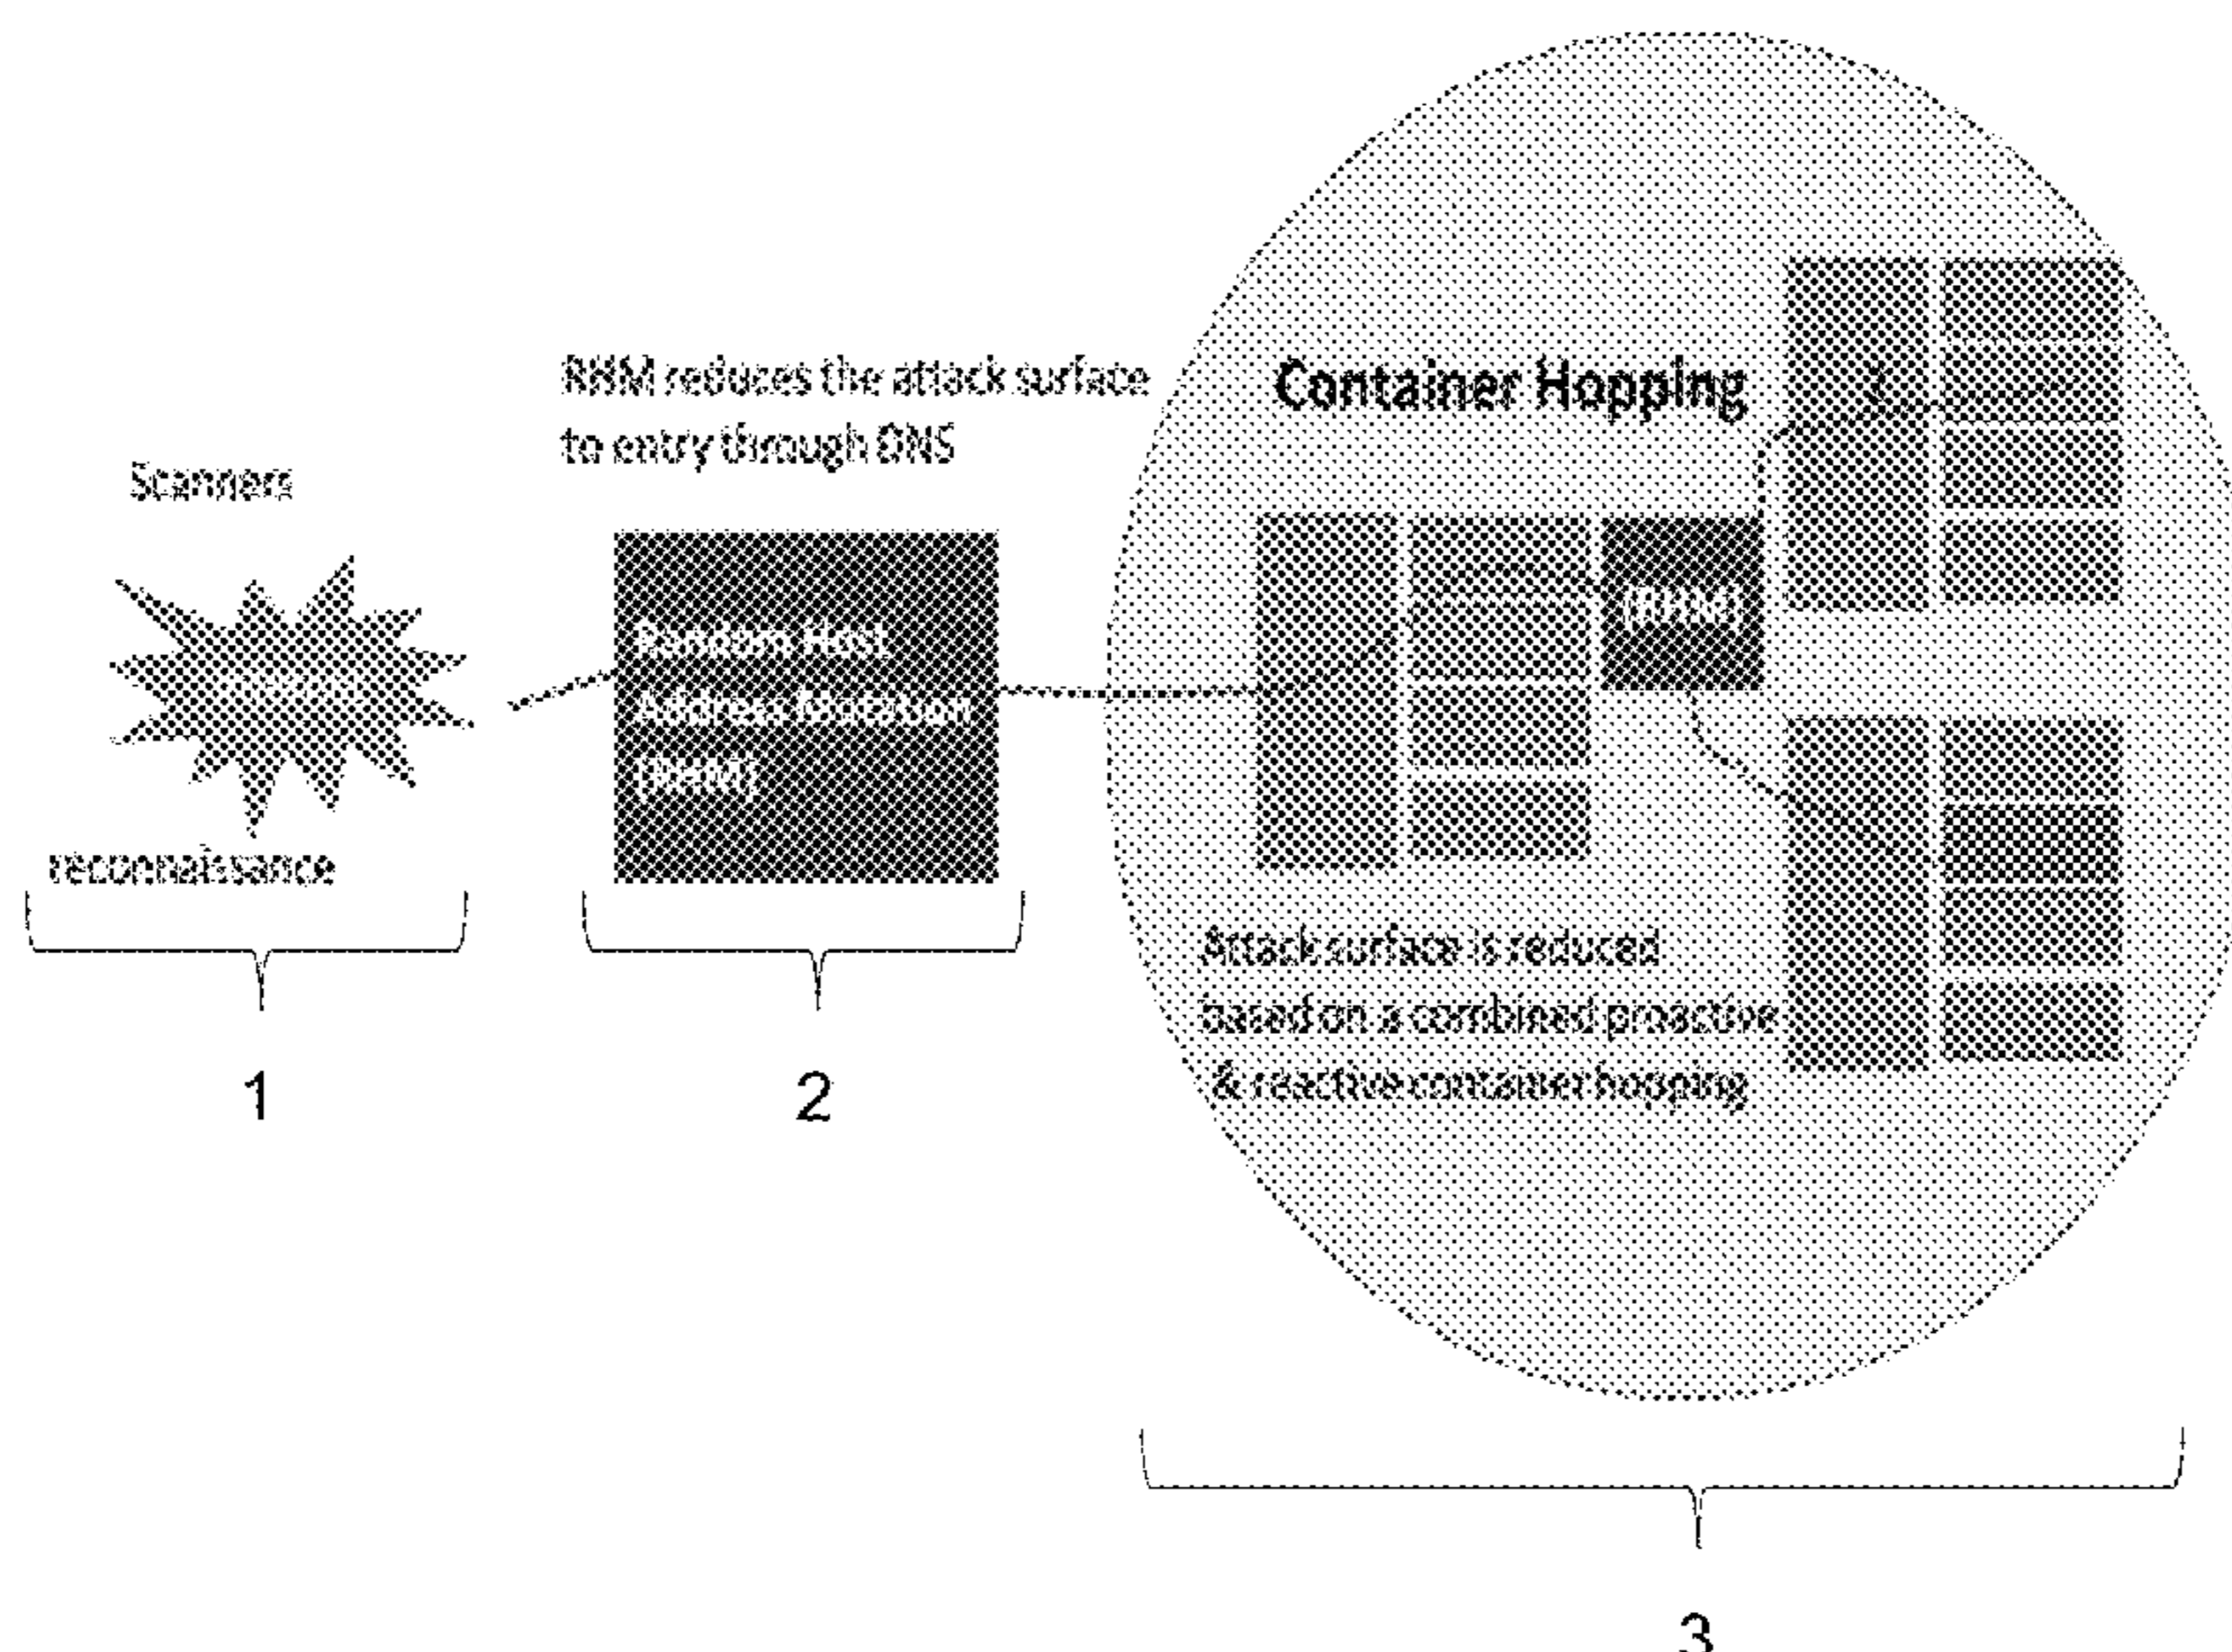 RHM reduces the attack surface
to entry through DNS
Scanners
reconnaissance
Random Host
Address Mutation
(RHM)
Container Hopping
(RHM)
Attack surface is reduced
based on a combined proactive
& reactive container hopping
1
2
3